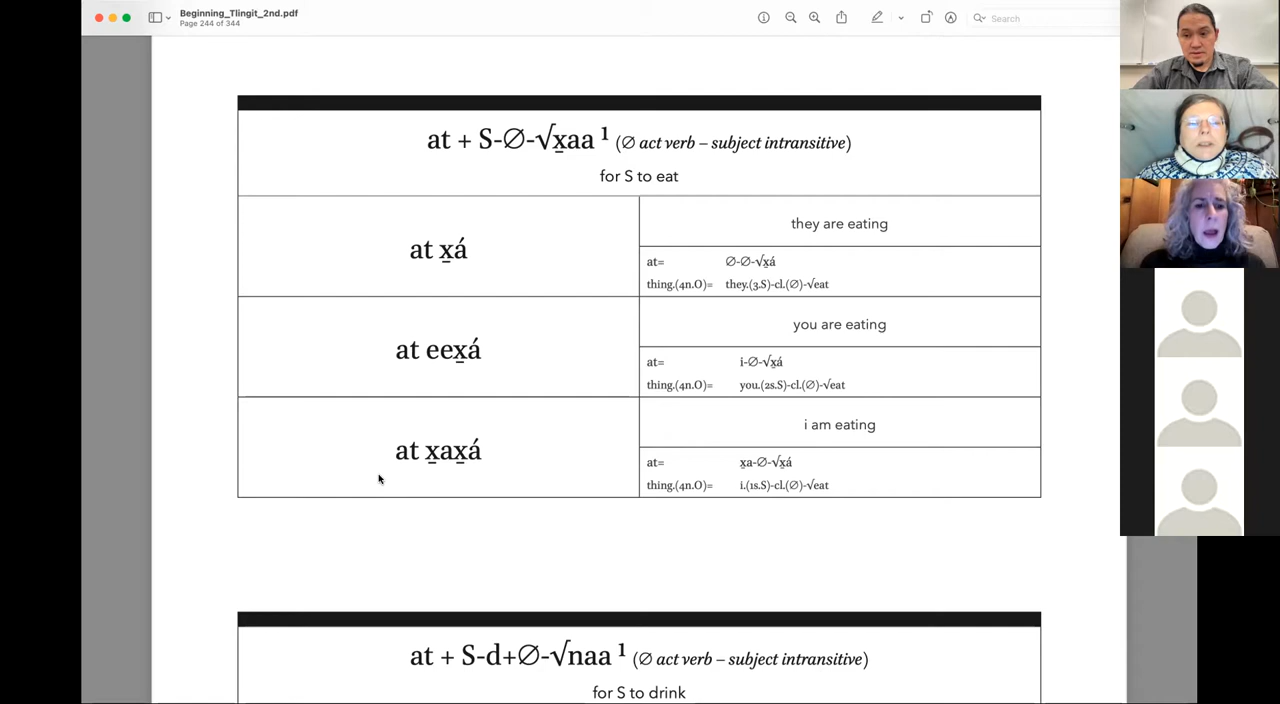 Beginning_Tlingit_2nd.pdf
Page 244 of 344
Search
at + S-∅-√x̱aa ¹ (∅ act verb – subject intransitive)
for S to eat
at x̱á
they are eating
at= ∅-∅-√x̱á
thing.(4n.O)= they.(3.S)-cl.(∅)-√eat
at eex̱á
you are eating
at= i-∅-√x̱á
thing.(4n.O)= you.(2s.S)-cl.(∅)-√eat
at x̱ax̱á
i am eating
at= x̱a-∅-√x̱á
thing.(4n.O)= i.(1s.S)-cl.(∅)-√eat
at + S-d+∅-√naa ¹ (∅ act verb – subject intransitive)
for S to drink